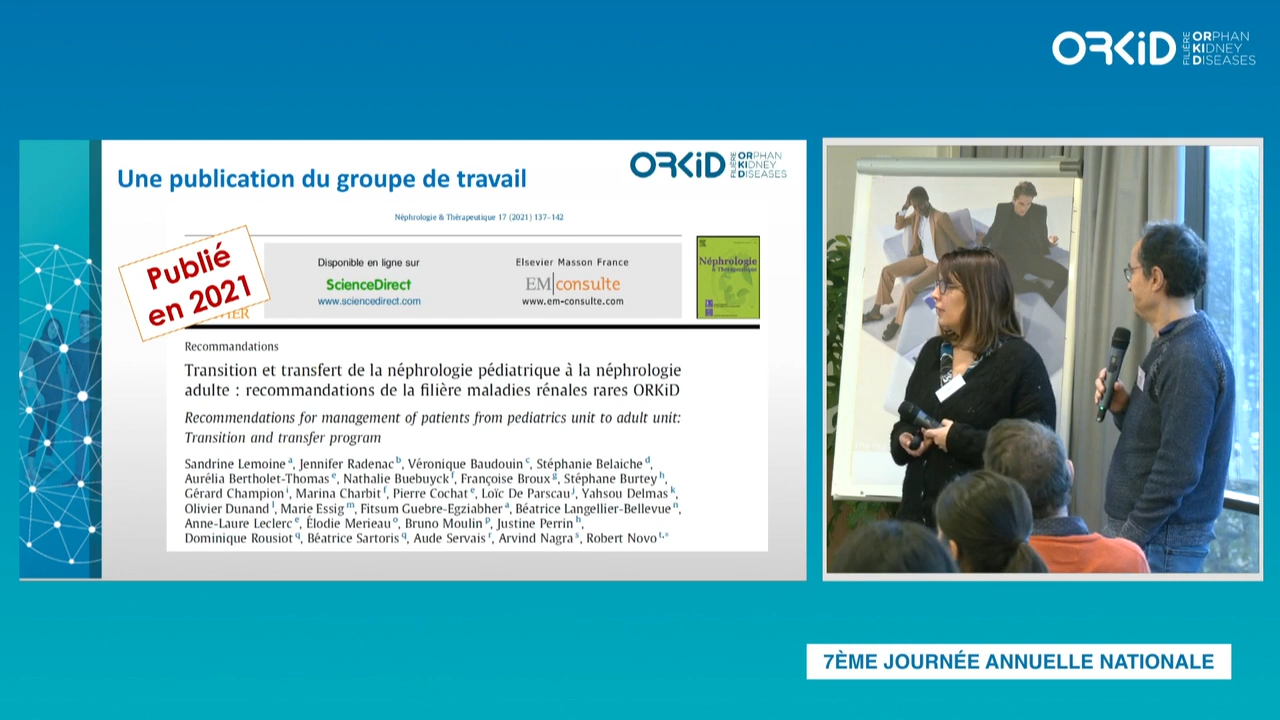 ORKiD
FILIÈRE
ORPHAN
KIDNEY
DISEASES
Une publication du groupe de travail
ORKiD
FILIÈRE
ORPHAN
KIDNEY
DISEASES
Néphrologie & Thérapeutique 17 (2021) 137–142
Publié
en 2021
Disponible en ligne sur
ScienceDirect
www.sciencedirect.com
Elsevier Masson France
EM|consulte
www.em-consulte.com
Néphrologie
& Thérapeutique
Recommandations
Transition et transfert de la néphrologie pédiatrique à la néphrologie
adulte : recommandations de la filière maladies rénales rares ORKiD
Recommendations for management of patients from pediatrics unit to adult unit:
Transition and transfer program
Sandrine Lemoine a, Jennifer Radenac b, Véronique Baudouin c, Stéphanie Belaiche d,
Aurélia Bertholet-Thomas e, Nathalie Buebuyck f, Françoise Broux g, Stéphane Burtey h,
Gérard Champion i, Marina Charbit f, Pierre Cochat e, Loïc De Parscau j, Yahsou Delmas k,
Olivier Dunand l, Marie Essig m, Fitsum Guebre-Egziabher a, Béatrice Langellier-Bellevue n,
Anne-Laure Leclerc e, Élodie Merieau o, Bruno Moulin p, Justine Perrin h,
Dominique Rousiot q, Béatrice Sartoris q, Aude Servais r, Arvind Nagra s, Robert Novo t,*
7ÈME JOURNÉE ANNUELLE NATIONALE